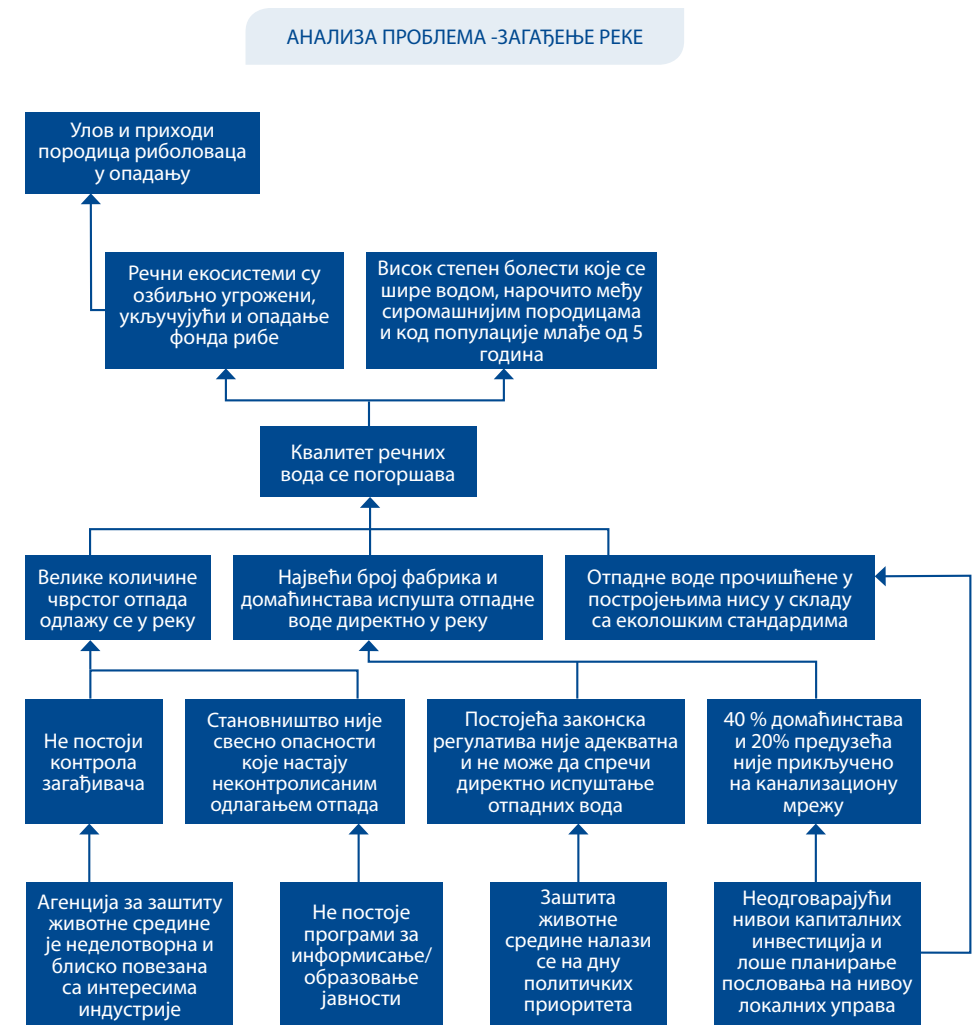 АНАЛИЗА ПРОБЛЕМА -ЗАГАЂЕЊЕ РЕКЕ
Улов и приходи
породица риболоваца
у опадању
Речни екосистеми су
озбиљно угрожени,
укључујући и опадање
фонда рибе
Висок степен болести које се
шире водом, нарочито међу
сиромашнијим породицама
и код популације млађе од 5
година
Квалитет речних
вода се погоршава
Велике количине
чврстог отпада
одлажу се у реку
Највећи број фабрика и
домаћинстава испушта отпадне
воде директно у реку
Отпадне воде прочишћене у
постројењима нису у складу
са еколошким стандардима
Не постоји
контрола
загађивача
Становништво није
свесно опасности
које настају
неконтролисаним
одлагањем отпада
Постојећа законска
регулатива није адекватна
и не може да спречи
директно испуштање
отпадних вода
40 % домаћинстава
и 20% предузећа
није прикључено
на канализациону
мрежу
Агенција за заштиту
животне средине
је неделотворна и
блиско повезана
са интересима
индустрије
Не постоје
програми за
информисање/
образовање
јавности
Заштита
животне
средине налази
се на дну
политичких
приоритета
Неодговарајући
нивои капиталних
инвестиција и
лоше планирање
пословања на нивоу
локалних управа